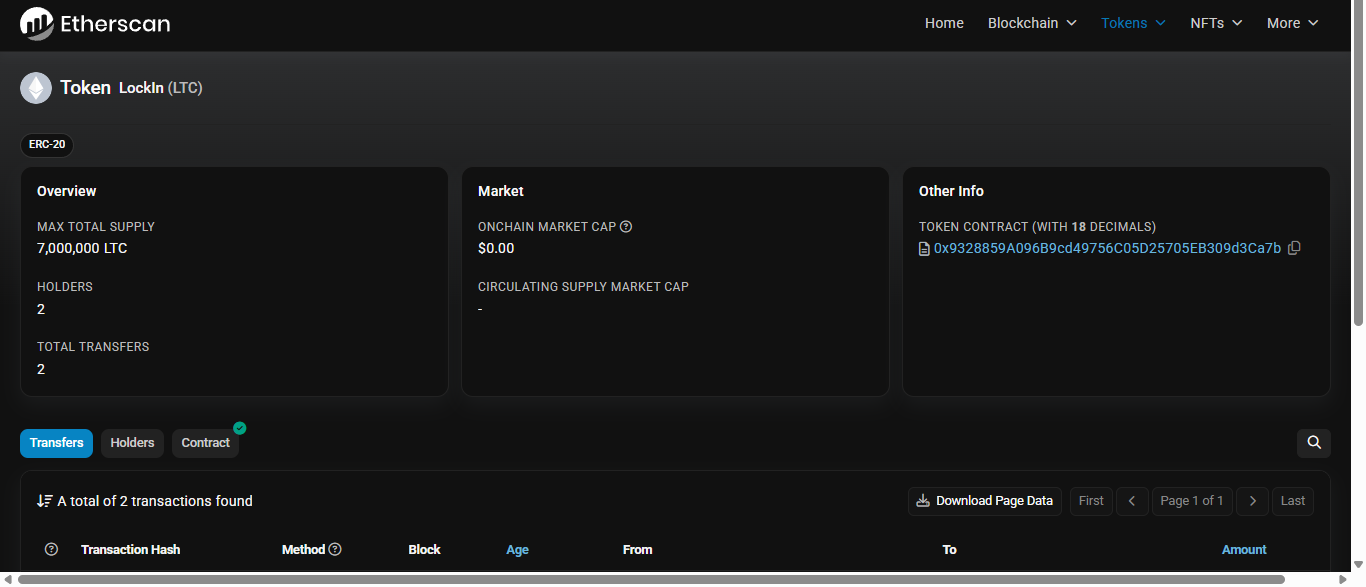 Etherscan
Home Blockchain Tokens NFTs More
Token LockIn (LTC)
ERC-20
Overview
MAX TOTAL SUPPLY
7,000,000 LTC
HOLDERS
2
TOTAL TRANSFERS
2
Market
ONCHAIN MARKET CAP
$0.00
CIRCULATING SUPPLY MARKET CAP
-
Other Info
TOKEN CONTRACT (WITH 18 DECIMALS)
0x9328859A096B9cd49756C05D25705EB309d3Ca7b
Transfers Holders Contract
A total of 2 transactions found
Download Page Data First Page 1 of 1 Last
Transaction Hash Method Block Age From To Amount